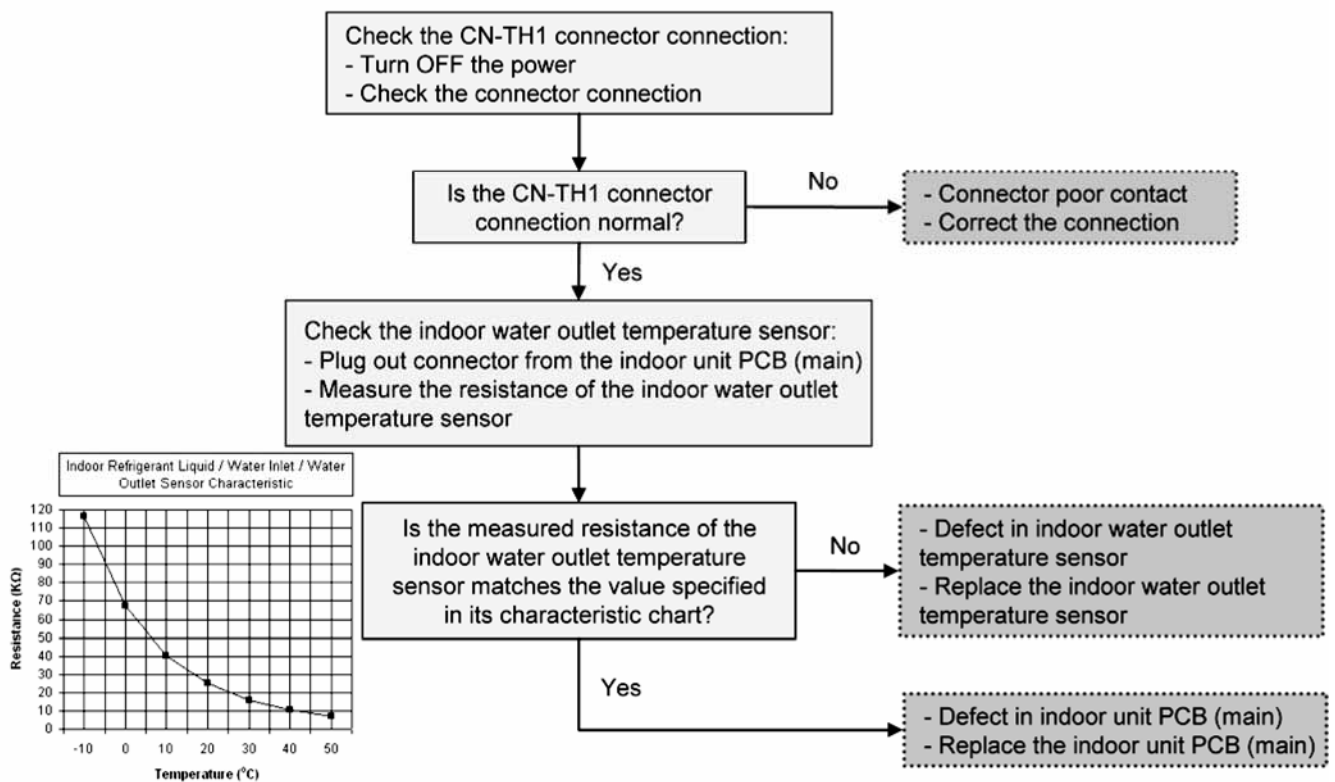 Check the CN-TH1 connector connection:
- Turn OFF the power
- Check the connector connection
Is the CN-TH1 connector
connection normal?
No
- Connector poor contact
- Correct the connection
Yes
Check the indoor water outlet temperature sensor:
- Plug out connector from the indoor unit PCB (main)
- Measure the resistance of the indoor water outlet
temperature sensor
Indoor Refrigerant Liquid / Water Inlet / Water
Outlet Sensor Characteristic
120
110
100
90
80
70
60
50
40
30
20
10
0
Resistance (KΩ)
-10 0 10 20 30 40 50
Temperature (⁰C)
Is the measured resistance of the
indoor water outlet temperature
sensor matches the value specified
in its characteristic chart?
No
- Defect in indoor water outlet
temperature sensor
- Replace the indoor water outlet
temperature sensor
Yes
- Defect in indoor unit PCB (main)
- Replace the indoor unit PCB (main)